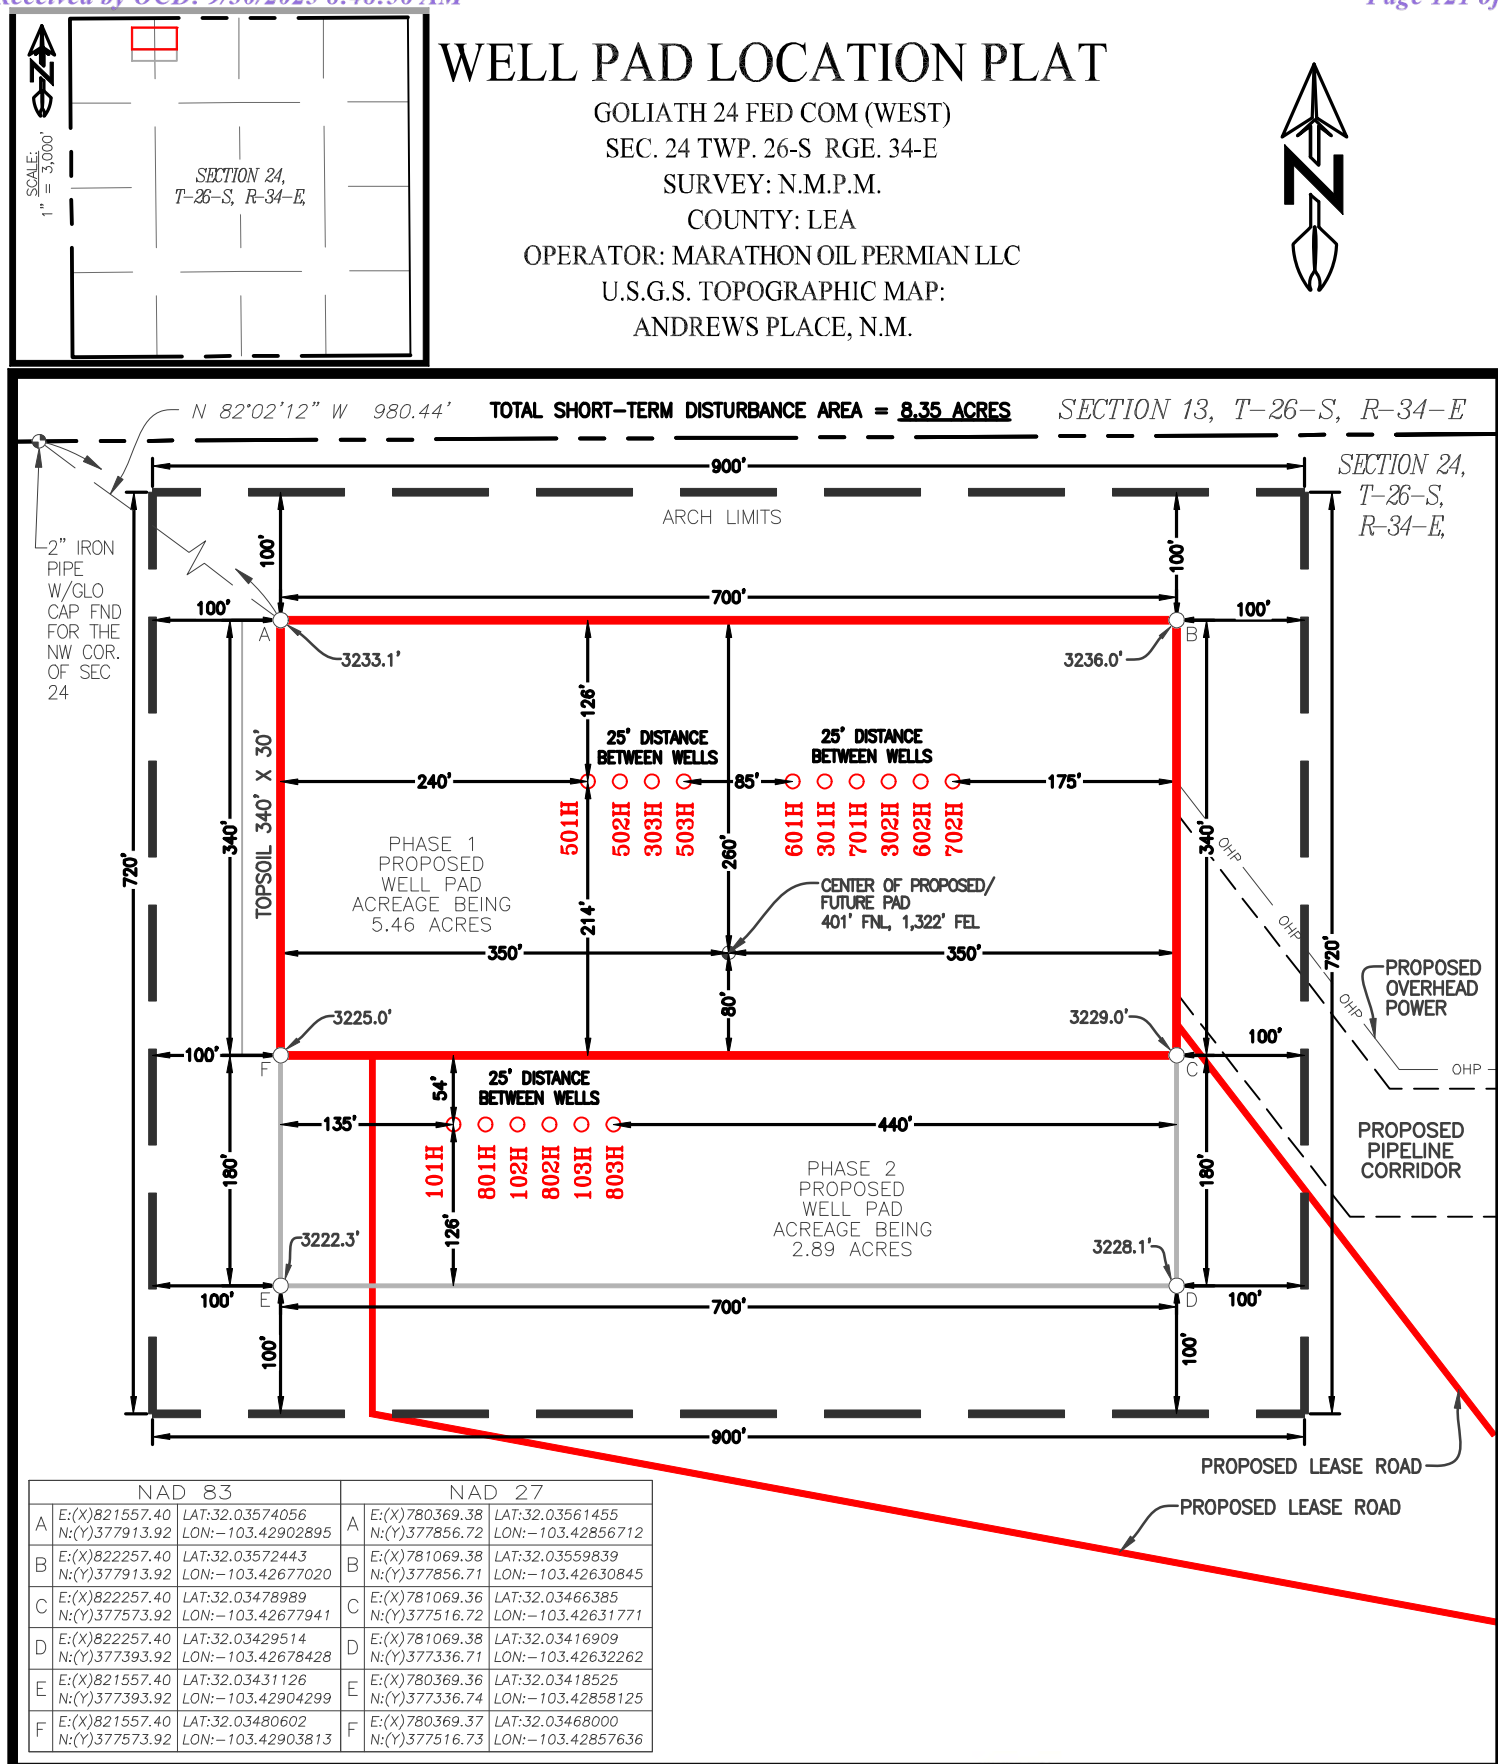 Received by OCD: 9/30/2025 8:48:50 AM
SCALE:
1" = 3,000'
SECTION 24,
T-26-S, R-34-E,
WELL PAD LOCATION PLAT
GOLIATH 24 FED COM (WEST)
SEC. 24 TWP. 26-S RGE. 34-E
SURVEY: N.M.P.M.
COUNTY: LEA
OPERATOR: MARATHON OIL PERMIAN LLC
U.S.G.S. TOPOGRAPHIC MAP:
ANDREWS PLACE, N.M.
N
N
N 82°02'12" W 980.44'
TOTAL SHORT-TERM DISTURBANCE AREA = 8.35 ACRES
SECTION 13, T-26-S, R-34-E
SECTION 24,
T-26-S,
R-34-E,
900'
ARCH LIMITS
100'
100'
2" IRON
PIPE
W/GLO
CAP FND
FOR THE
NW COR.
OF SEC
24
700'
100'
100'
A
B
3233.1'
3236.0'
126'
25' DISTANCE
BETWEEN WELLS
25' DISTANCE
BETWEEN WELLS
TOPSOIL 340' X 30'
240'
85'
175'
501H
502H
303H
503H
601H
301H
701H
302H
602H
702H
720'
340'
340'
260'
214'
PHASE 1
PROPOSED
WELL PAD
ACREAGE BEING
5.46 ACRES
CENTER OF PROPOSED/
FUTURE PAD
401' FNL, 1,322' FEL
OHP
OHP
OHP
OHP
720'
350'
350'
80'
PROPOSED
OVERHEAD
POWER
3225.0'
3229.0'
100'
100'
F
C
54'
25' DISTANCE
BETWEEN WELLS
135'
440'
101H
801H
102H
802H
103H
803H
180'
180'
126'
PROPOSED
PIPELINE
CORRIDOR
PHASE 2
PROPOSED
WELL PAD
ACREAGE BEING
2.89 ACRES
3222.3'
3228.1'
100'
E
D
100'
700'
100'
100'
900'
PROPOSED LEASE ROAD
PROPOSED LEASE ROAD
NAD 83
NAD 27
A E:(X)821557.40 LAT:32.03574056 A E:(X)780369.38 LAT:32.03561455
N:(Y)377913.92 LON:-103.42902895 N:(Y)377856.72 LON:-103.42856712
B E:(X)822257.40 LAT:32.03572443 B E:(X)781069.38 LAT:32.03559839
N:(Y)377913.92 LON:-103.42677020 N:(Y)377856.71 LON:-103.42630845
C E:(X)822257.40 LAT:32.03478989 C E:(X)781069.36 LAT:32.03466385
N:(Y)377573.92 LON:-103.42677941 N:(Y)377516.72 LON:-103.42631771
D E:(X)822257.40 LAT:32.03429514 D E:(X)781069.38 LAT:32.03416909
N:(Y)377393.92 LON:-103.42678428 N:(Y)377336.71 LON:-103.42632262
E E:(X)821557.40 LAT:32.03431126 E E:(X)780369.36 LAT:32.03418525
N:(Y)377393.92 LON:-103.42904299 N:(Y)377336.74 LON:-103.42858125
F E:(X)821557.40 LAT:32.03480602 F E:(X)780369.37 LAT:32.03468000
N:(Y)377573.92 LON:-103.42903813 N:(Y)377516.73 LON:-103.42857636